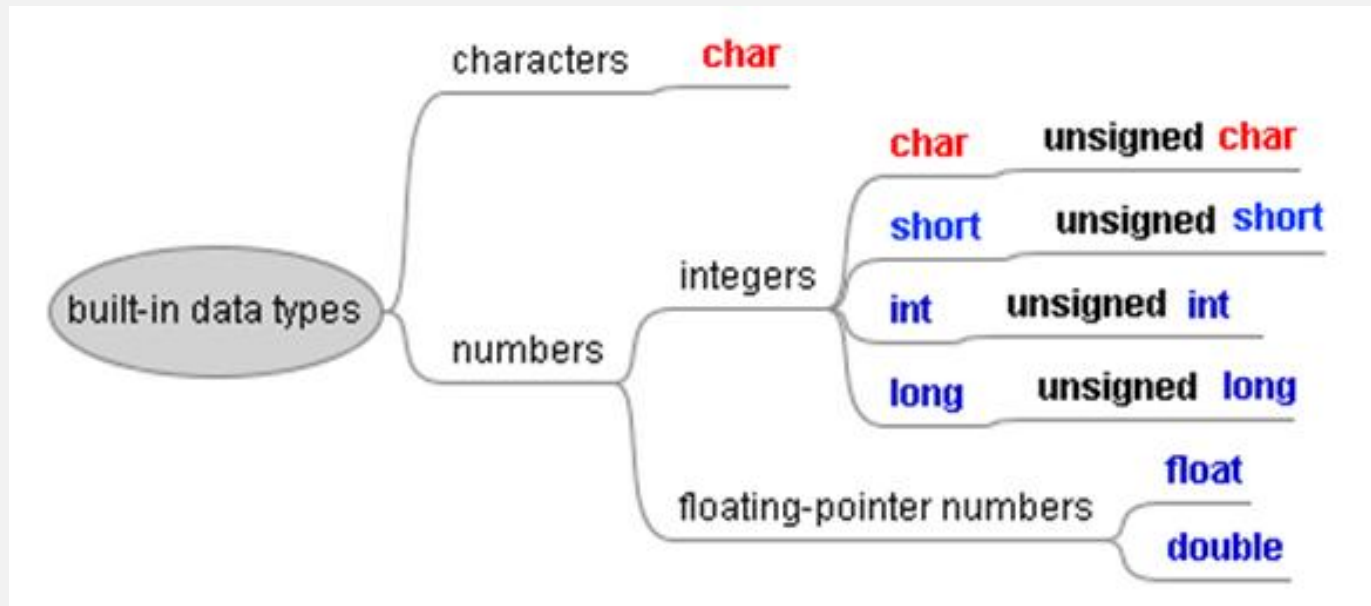 characters char
char unsigned char
short unsigned short
integers
int unsigned int
built-in data types
numbers
long unsigned long
float
floating-pointer numbers
double